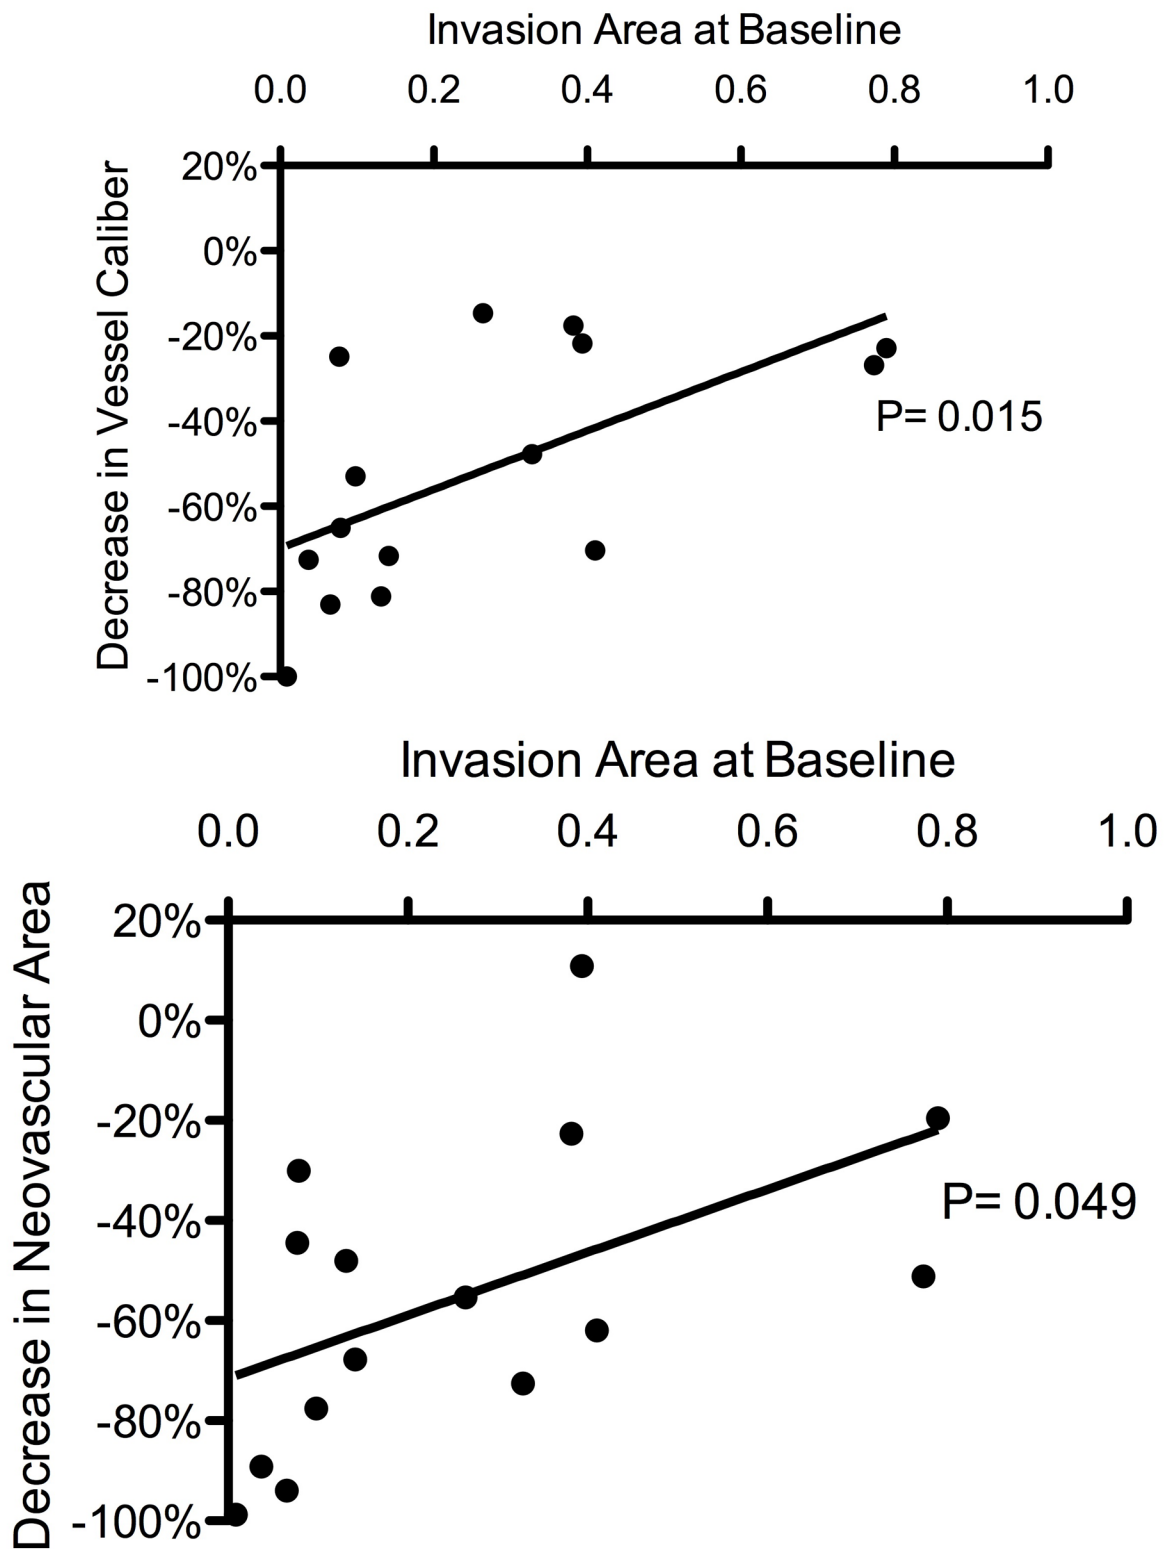 Invasion Area at Baseline
0.0 0.2 0.4 0.6 0.8 1.0
20%
0%
-20%
-40%
-60%
-80%
-100%
Decrease in Vessel Caliber
P= 0.015
Invasion Area at Baseline
0.0 0.2 0.4 0.6 0.8 1.0
20%
0%
-20%
-40%
-60%
-80%
-100%
Decrease in Neovascular Area
P= 0.049